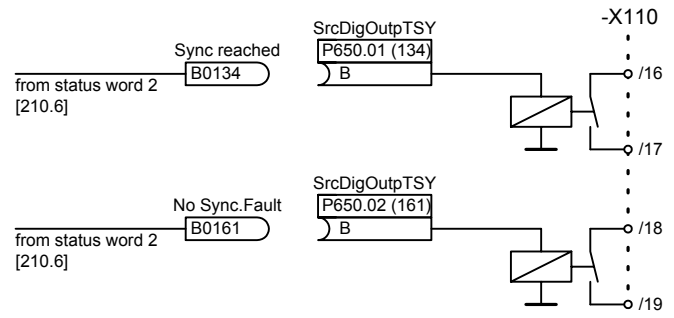 -X110
SrcDigOutpTSY
Sync reached
P650.01 (134)
B0134
B
/16
from status word 2
[210.6]
/17
SrcDigOutpTSY
No Sync.Fault
P650.02 (161)
B0161
B
/18
from status word 2
[210.6]
/19